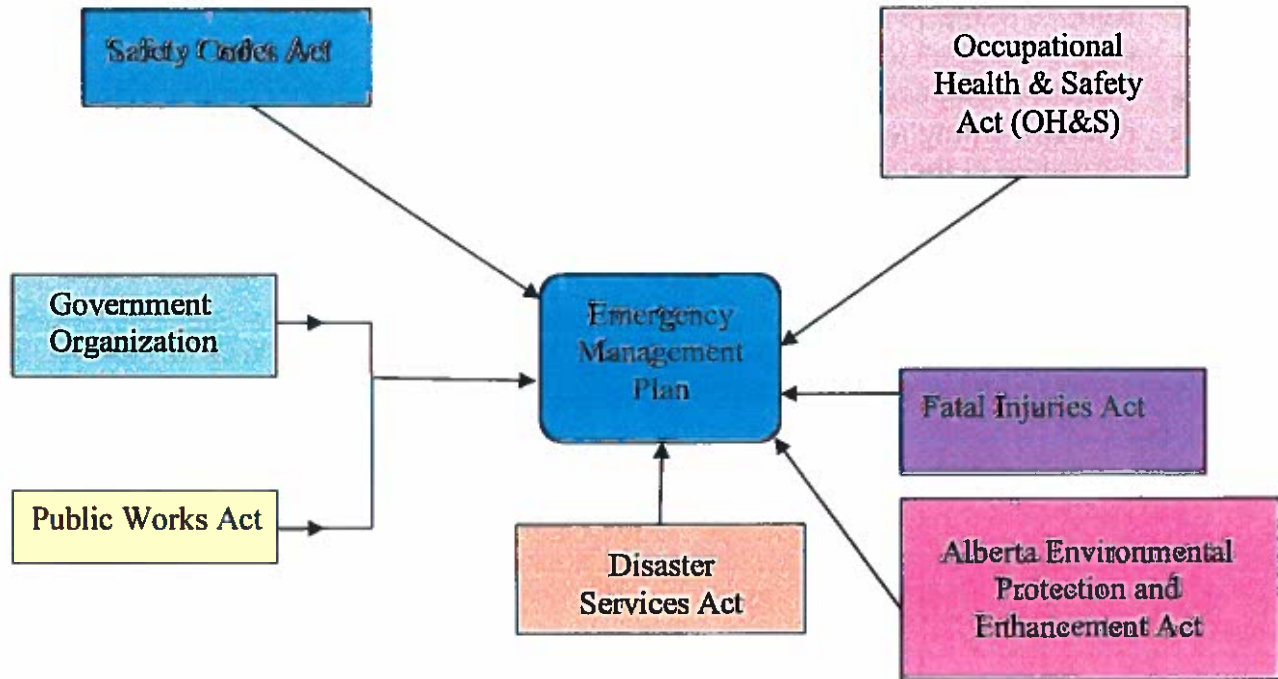 Safety Codes Act
Occupational
Health & Safety
Act (OH&S)
Government
Organization
Emergency
Management
Plan
Fatal Injuries Act
Public Works Act
Disaster
Services Act
Alberta Environmental
Protection and
Enhancement Act